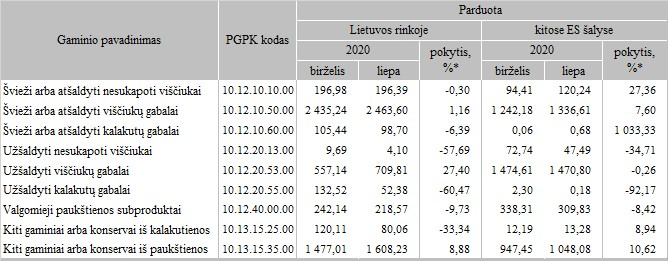 Gaminio pavadinimas PGPK kodas Parduota
Lietuvos rinkoje kitose ES šalyse
2020 pokytis, %* 2020 pokytis, %*
birželis liepa birželis liepa
Švieži arba atšaldyti nesukapoti viščiukai 10.12.10.10.00 196,98 196,39 -0,30 94,41 120,24 27,36
Švieži arba atšaldyti viščiukų gabalai 10.12.10.50.00 2 435,24 2 463,60 1,16 1 242,18 1 336,61 7,60
Švieži arba atšaldyti kalakutų gabalai 10.12.10.60.00 105,44 98,70 -6,39 0,06 0,68 1 033,33
Užšaldyti nesukapoti viščiukai 10.12.20.13.00 9,69 4,10 -57,69 72,74 47,49 -34,71
Užšaldyti viščiukų gabalai 10.12.20.53.00 557,14 709,81 27,40 1 474,61 1 470,80 -0,26
Užšaldyti kalakutų gabalai 10.12.20.55.00 132,52 52,38 -60,47 2,30 0,18 -92,17
Valgomieji paukštienos subproduktai 10.12.40.00.00 242,14 218,57 -9,73 338,31 309,83 -8,42
Kiti gaminiai arba konservai iš kalakutienos 10.13.15.25.00 120,11 80,06 -33,34 12,19 13,28 8,94
Kiti gaminiai arba konservai iš paukštienos 10.13.15.35.00 1 477,01 1 608,23 8,88 947,45 1 048,08 10,62